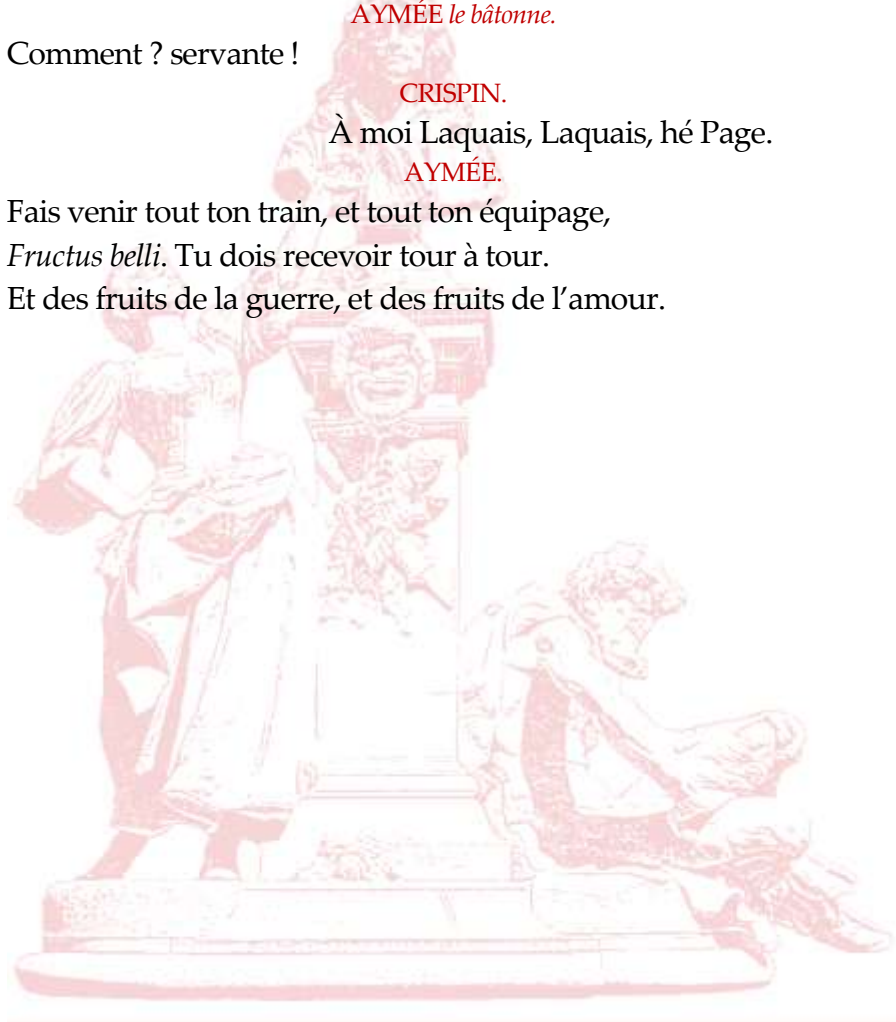 AYMÉE le bâtonne.
Comment ? servante !
CRISPIN.
À moi Laquais, Laquais, hé Page.
AYMÉE.
Fais venir tout ton train, et tout ton équipage,
Fructus belli. Tu dois recevoir tour à tour.
Et des fruits de la guerre, et des fruits de l’amour.